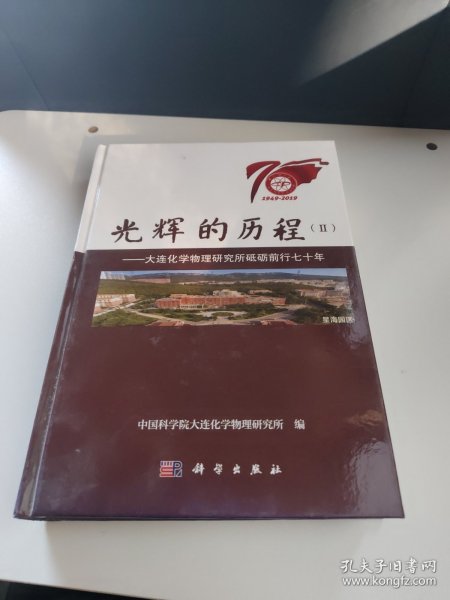 70
1949-2019
光辉的历程（II）
——大连化学物理研究所砥砺前行七十年
星海园区
中国科学院大连化学物理研究所 编
科学出版社
孔夫子旧书网
www.kongfz.com